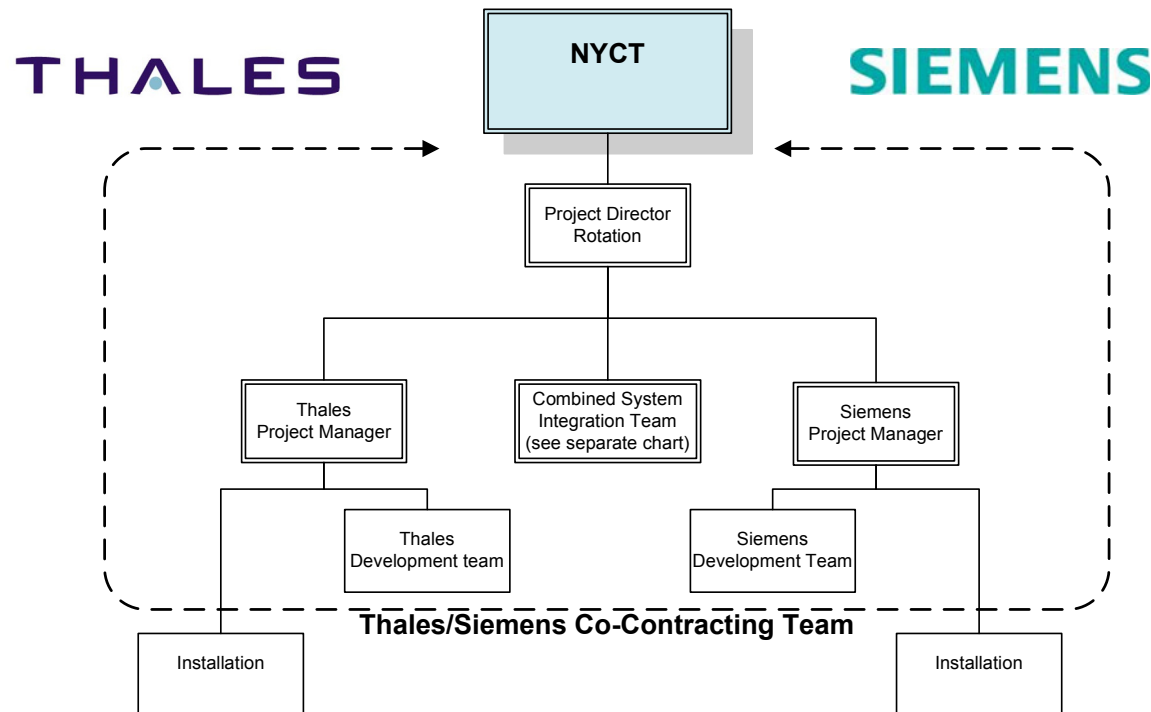 THALES
NYCT
SIEMENS
Project Director
Rotation
Thales
Project Manager
Combined System
Integration Team
(see separate chart)
Siemens
Project Manager
Thales
Development team
Siemens
Development Team
Thales/Siemens Co-Contracting Team
Installation
Installation